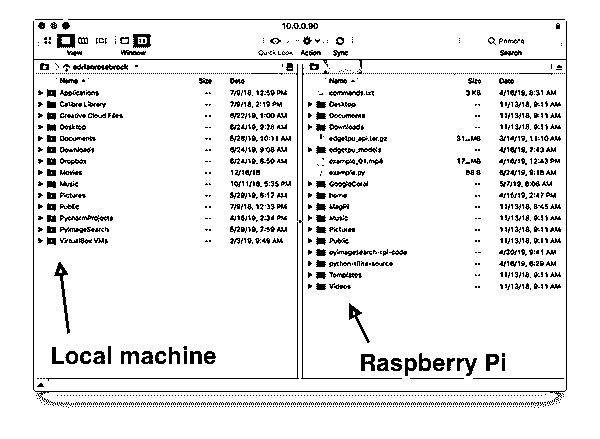 10.0.0.90
View Window Quick Look Action Sync Search
adrianrosebrock
Name Size Date
Applications -- 7/9/18, 12:59 PM
Calibre Library -- 7/9/18, 2:19 PM
Creative Cloud Files -- 6/22/19, 1:00 AM
Desktop -- 6/24/19, 9:28 AM
Documents -- 5/28/19, 10:11 AM
Downloads -- 6/24/19, 9:08 AM
Dropbox -- 6/24/19, 6:50 AM
Movies -- 12/16/18
Music -- 10/11/18, 5:35 PM
Pictures -- 5/29/19, 6:17 AM
Public -- 7/9/18, 12:33 PM
PycharmProjects -- 4/16/19, 2:34 PM
PyImageSearch -- 5/29/19, 7:59 AM
VirtualBox VMs -- 2/3/19, 9:49 AM
Local machine
Name Size Date
commands.txt 3 KB 4/16/19, 8:31 AM
Desktop -- 11/13/18, 9:11 AM
Documents -- 11/13/18, 9:11 AM
Downloads -- 11/13/18, 9:11 AM
edgetpu_api.tar.gz 31...MB 3/14/19, 11:10 AM
edgetpu_models -- 4/16/19, 7:43 AM
example_01.mp4 17...MB 4/16/19, 12:43 PM
example.py 6/24/19, 9:16 AM
GoogleCoral -- 5/7/19, 6:06 AM
home -- 4/15/19, 2:47 PM
MagPi -- 11/13/18, 8:45 AM
Music -- 11/13/18, 9:11 AM
Pictures -- 11/13/18, 9:11 AM
Public -- 11/13/18, 9:11 AM
pyimagesearch-rpi-code -- 4/30/19, 9:41 AM
python-tflite-source -- 4/16/19, 6:29 AM
Templates -- 11/13/18, 9:11 AM
Videos -- 11/13/18, 9:11 AM
Raspberry Pi